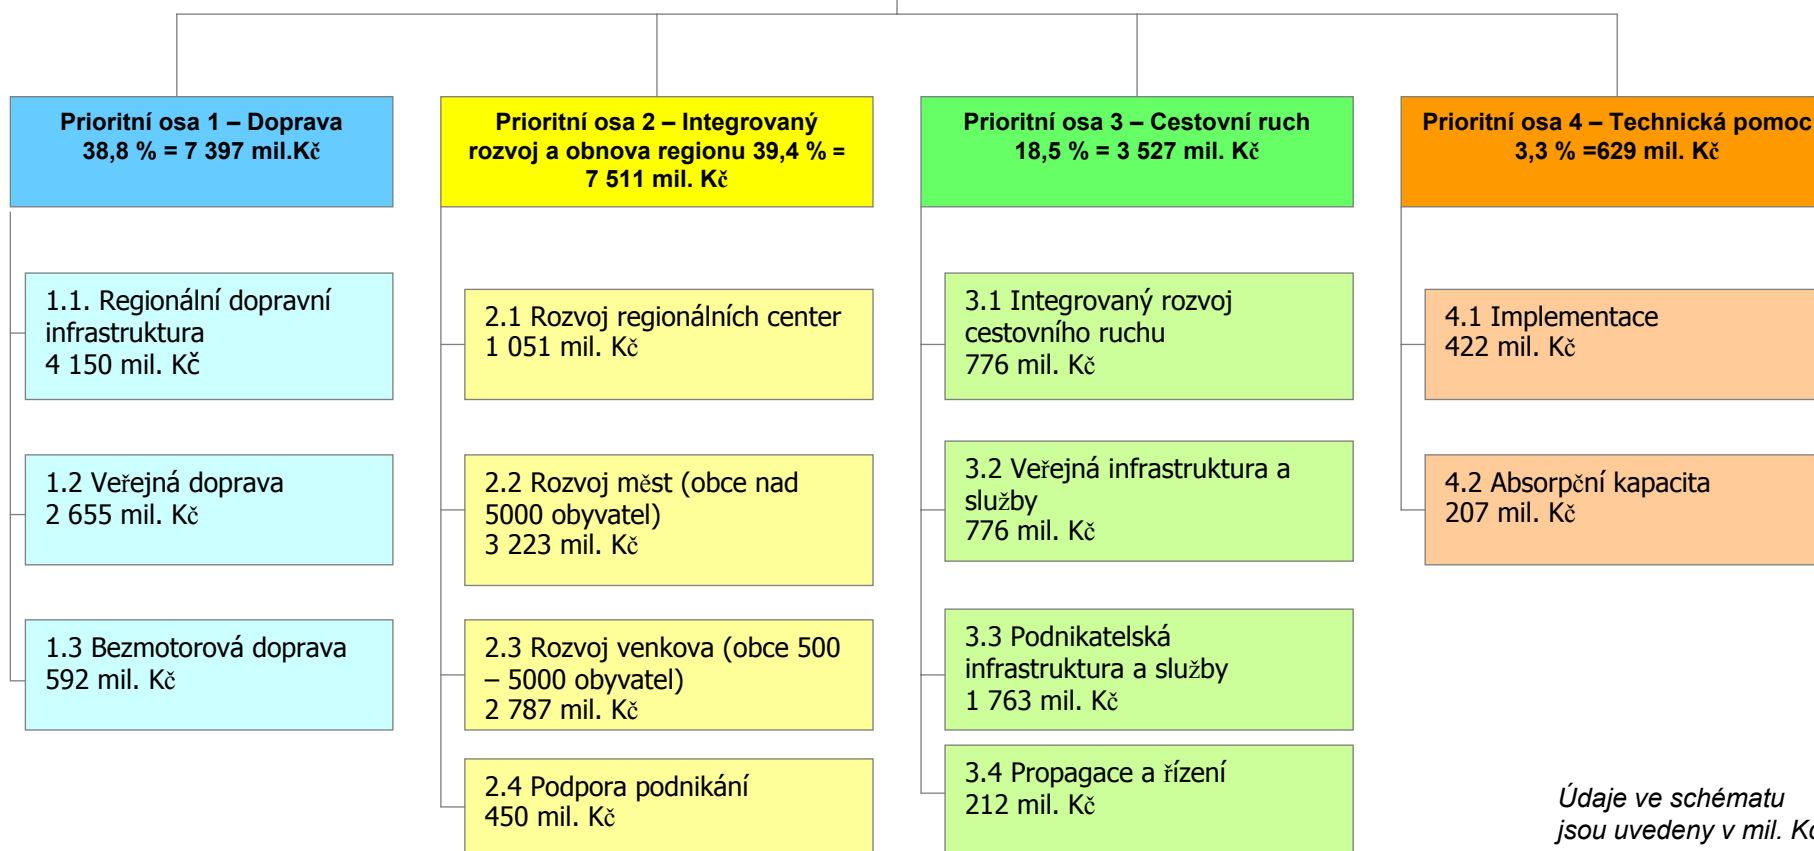 Prioritní osa 1 – Doprava
38,8 % = 7 397 mil.Kč
1.1. Regionální dopravní
infrastruktura
4 150 mil. KČ
1.2 Veřejná doprava
2 655 mil. Kč
1.3 Bezmotorová doprava
592 mil. Kč
Prioritní osa 2 – Integrovaný
rozvoj a obnova regionu 39,4 % =
7 511 mil. Kč
2.1 Rozvoj regionálních center
1 051 mil. Kč
2.2 Rozvoj měst (obce nad
5000 obyvatel)
3 223 mil. Kč
2.3 Rozvoj venkova (obce 500
– 5000 obyvatel)
2 787 mil. Kč
2.4 Podpora podnikání
450 mil. Kč
Prioritní osa 3 – Cestovní ruch
18,5 % = 3 527 mil. Kč
3.1 Integrovaný rozvoj
cestovního ruchu
776 mil. Kč
3.2 Veřejná infrastruktura a
služby
776 mil. Kč
3.3 Podnikatelská
infrastruktura a služby
1 763 mil. Kč
3.4 Propagace a řízení
212 mil. Kč
Prioritní osa 4 – Technická pomoc
3,3 % =629 mil. Kč
4.1 Implementace
422 mil. Kč
4.2 Absorpční kapacita
207 mil. Kč
Údaje ve schématu
jsou uvedeny v mil. Kč